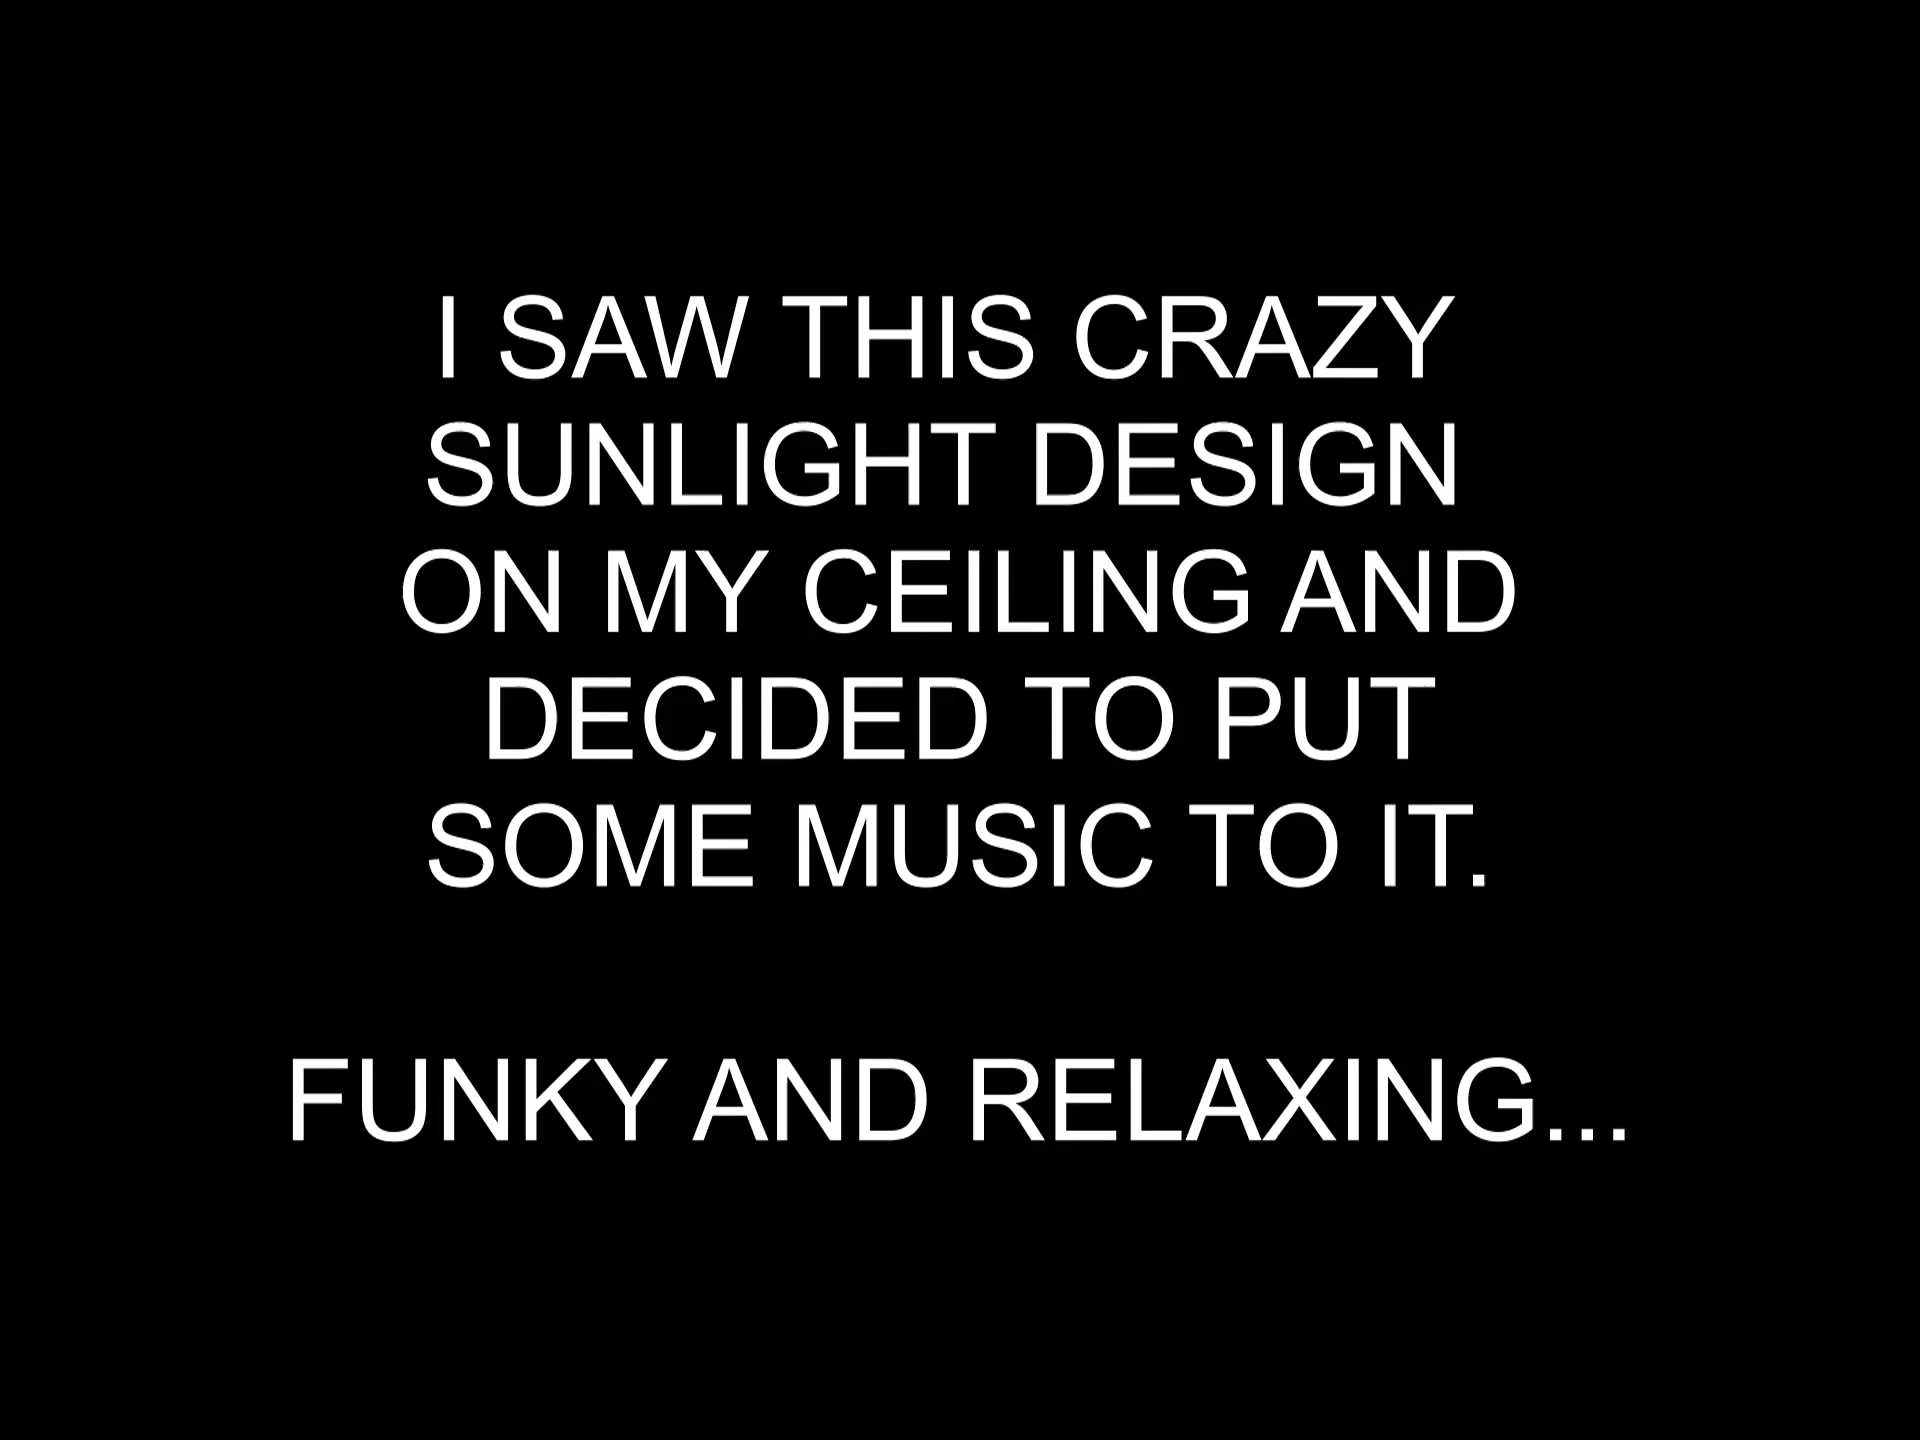 I SAW THIS CRAZY
SUNLIGHT DESIGN
ON MY CEILING AND
DECIDED TO PUT
SOME MUSIC TO IT.
FUNKY AND RELAXING...